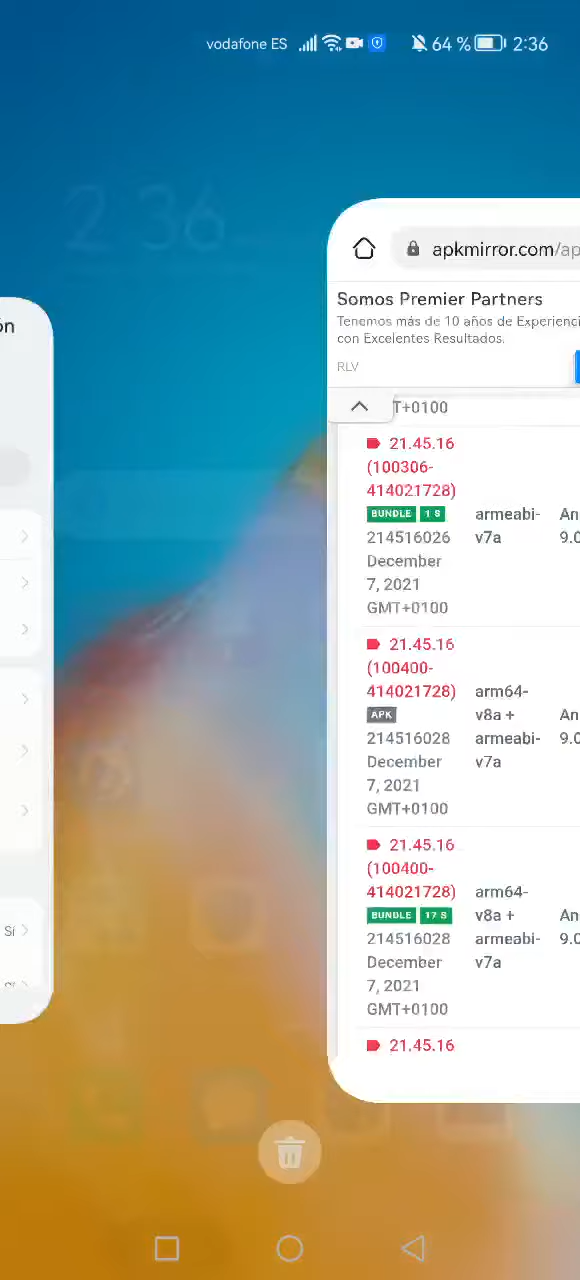 vodafone ES 64 % 2:36
2:36
ón
apkmirror.com/ap
Somos Premier Partners
Tenemos más de 10 años de Experienci
con Excelentes Resultados.
RLV
T+0100
21.45.16
(100306-
414021728)
BUNDLE 1 S
armeabi-
v7a
An
9.0
214516026
December
7, 2021
GMT+0100
21.45.16
(100400-
414021728)
APK
arm64-
v8a +
armeabi-
v7a
An
9.0
214516028
December
7, 2021
GMT+0100
21.45.16
(100400-
414021728)
BUNDLE 17 S
arm64-
v8a +
armeabi-
v7a
An
9.0
214516028
December
7, 2021
GMT+0100
Sí
21.45.16